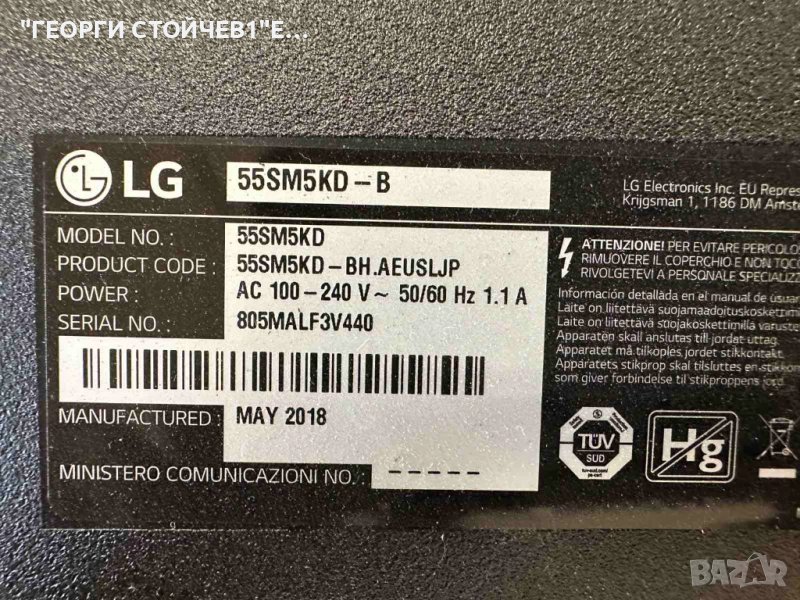 "ГЕОРГИ СТОЙЧЕВ1"Е...
LG 55SM5KD-B
LG Electronics Inc. EU Repres
Krijgsman 1, 1186 DM Amst
MODEL NO. : 55SM5KD
PRODUCT CODE : 55SM5KD-BH.AEUSLJP
POWER : AC 100-240 V~ 50/60 Hz 1.1 A
SERIAL NO. : 805MALF3V440
MANUFACTURED : MAY 2018
MINISTERO COMUNICAZIONI NO. : -----
ATTENZIONE! PER EVITARE PERICOLO
RIMUOVERE IL COPERCHIO E NON TOCC
RIVOLGETEVI A PERSONALE SPECIALIZZ
Información detallada en el manual de usuar
Laite on liitettävä suojamaadoituskoskettimill
Laite on liitettävä suojakoskettimilla varuste
Apparaten skall anslutas till jordat uttag.
Apparatet må tilkoples jordet stikkontakt.
Apparatets stikprop skal tilsluttes en stikk
som giver forbindelse til stikproppens jord.
TÜV
SÜD
Hg
BAZAR